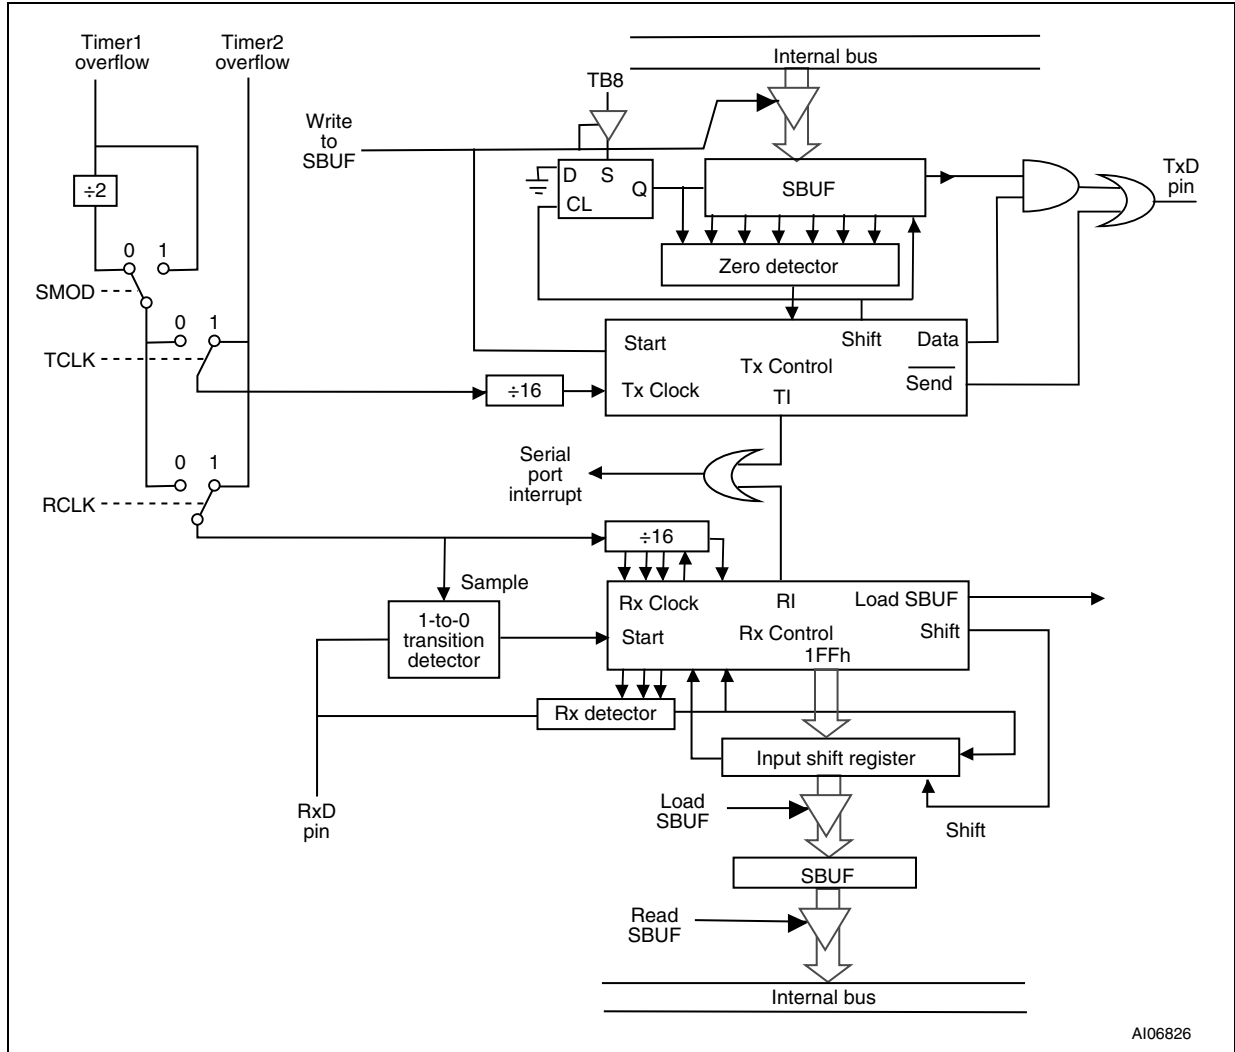 Timer1
overflow
Timer2
overflow
Internal bus
TB8
Write
to
SBUF
÷2
D
S
Q
CL
SBUF
TxD
pin
0
1
Zero detector
SMOD
0
1
TCLK
Start
Shift
Data
Tx Control
Send
Tx Clock
TI
÷16
Serial
port
interrupt
0
1
RCLK
÷16
Sample
1-to-0
transition
detector
Rx Clock
RI
Load SBUF
Start
Rx Control
Shift
1FFh
Rx detector
Input shift register
RxD
pin
Load
SBUF
Shift
SBUF
Read
SBUF
Internal bus
AI06826